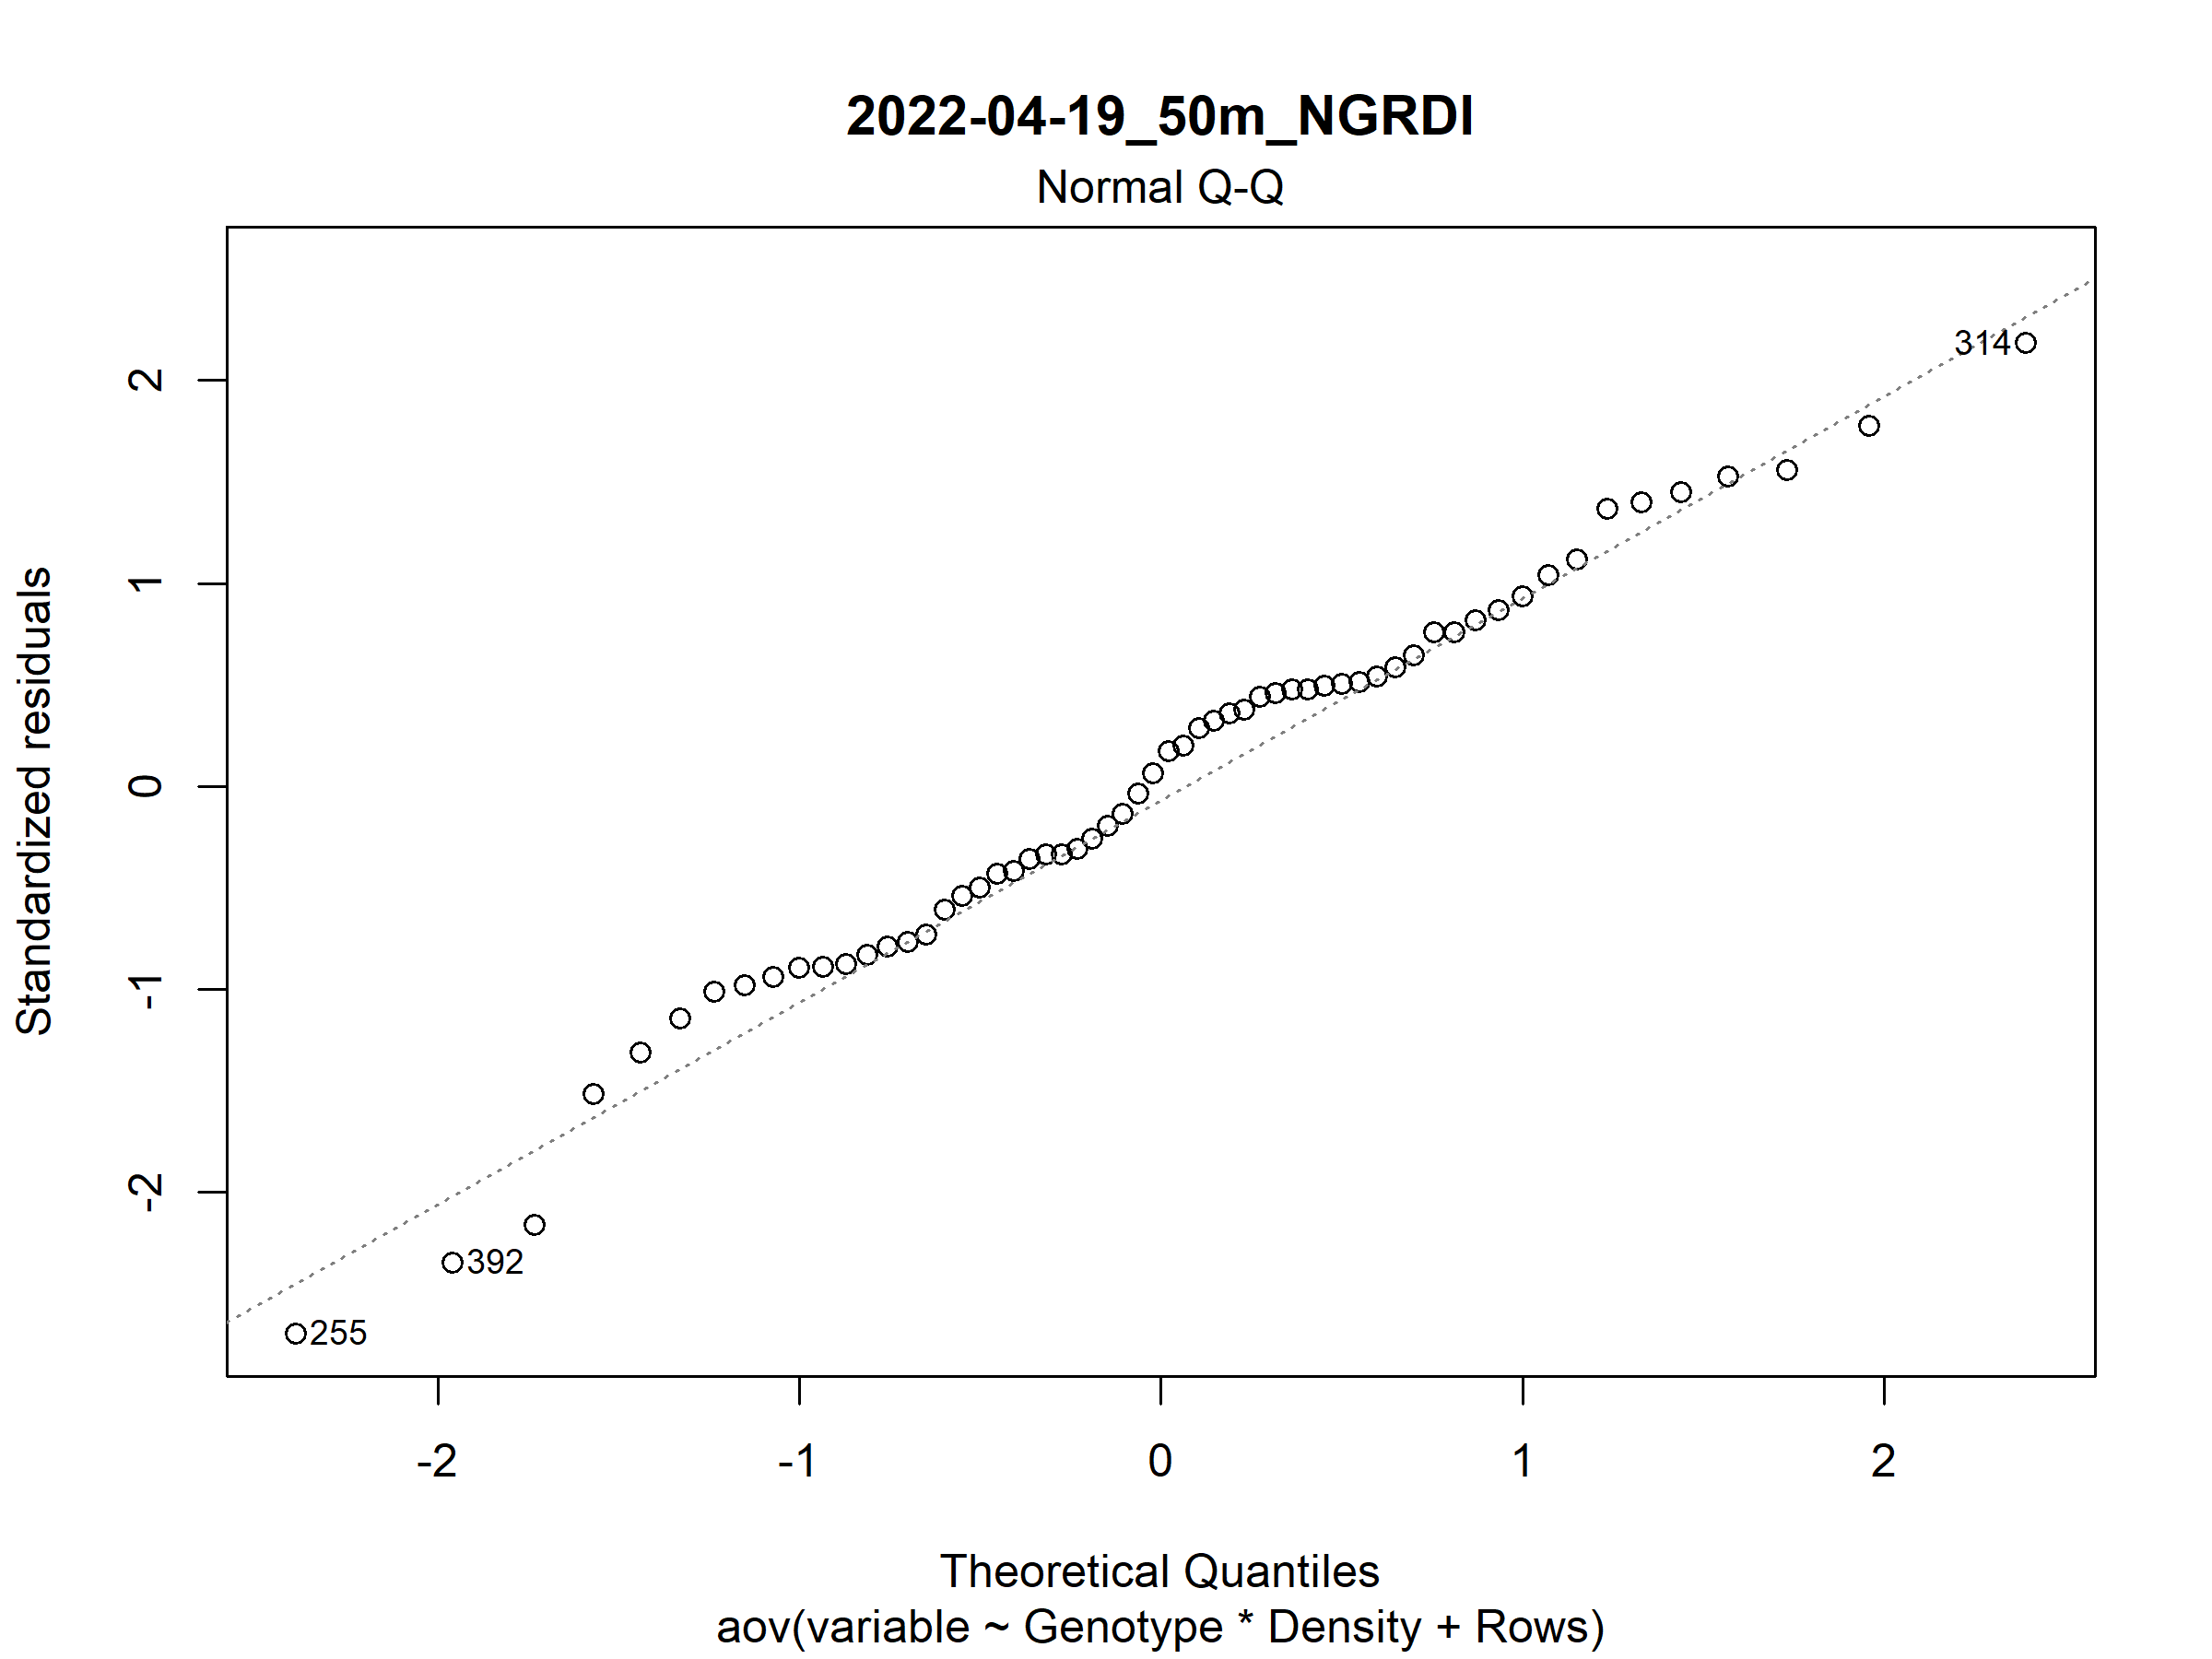 2022-04-19_50m_NGRDI
Normal Q-Q
Standardized residuals
2
1
0
-1
-2
314
392
255
-2
-1
0
1
2
Theoretical Quantiles
aov(variable ~ Genotype * Density + Rows)